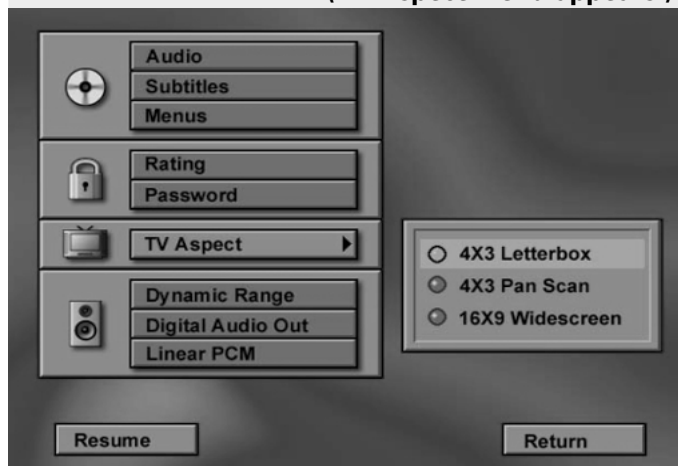 Audio
Subtitles
Menus
Rating
Password
TV Aspect
Dynamic Range
Digital Audio Out
Linear PCM
4X3 Letterbox
4X3 Pan Scan
16X9 Widescreen
Resume
Return